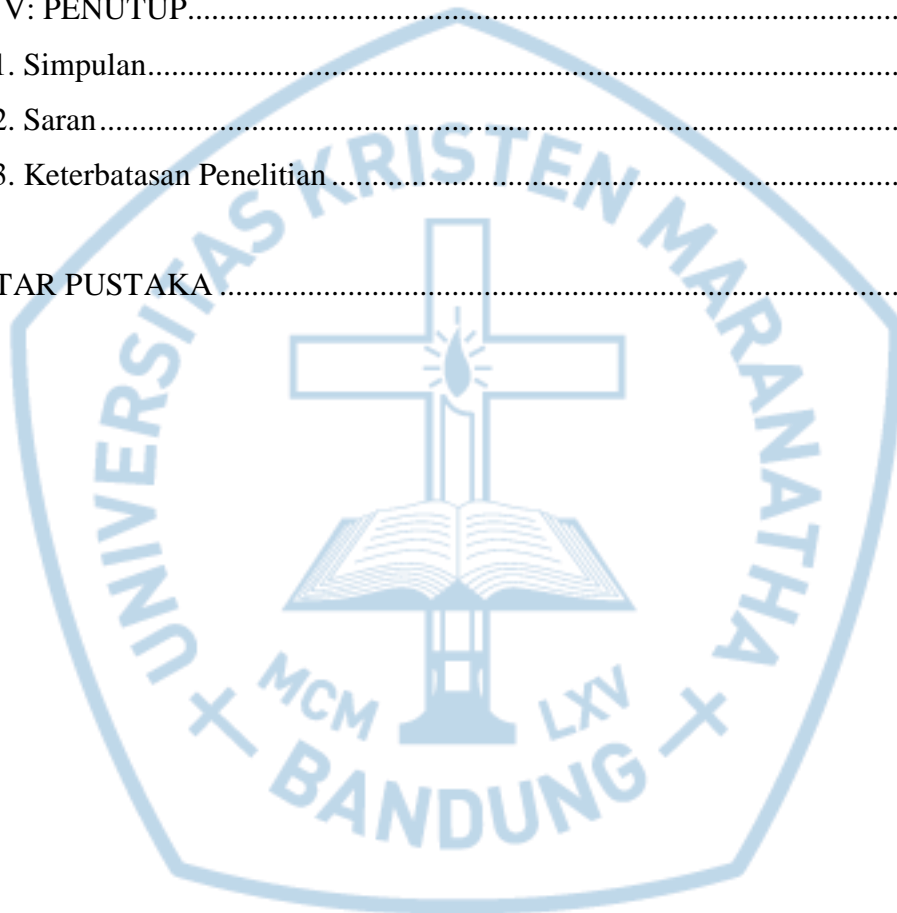 V: PENUTUP....................................................................................................
1. Simpulan.........................................................................................................
2. Saran...............................................................................................................
3. Keterbatasan Penelitian...................................................................................
TAR PUSTAKA................................................................................................
UNIVERSITAS KRISTEN MARANATHA
MCM LXV
+ BANDUNG +